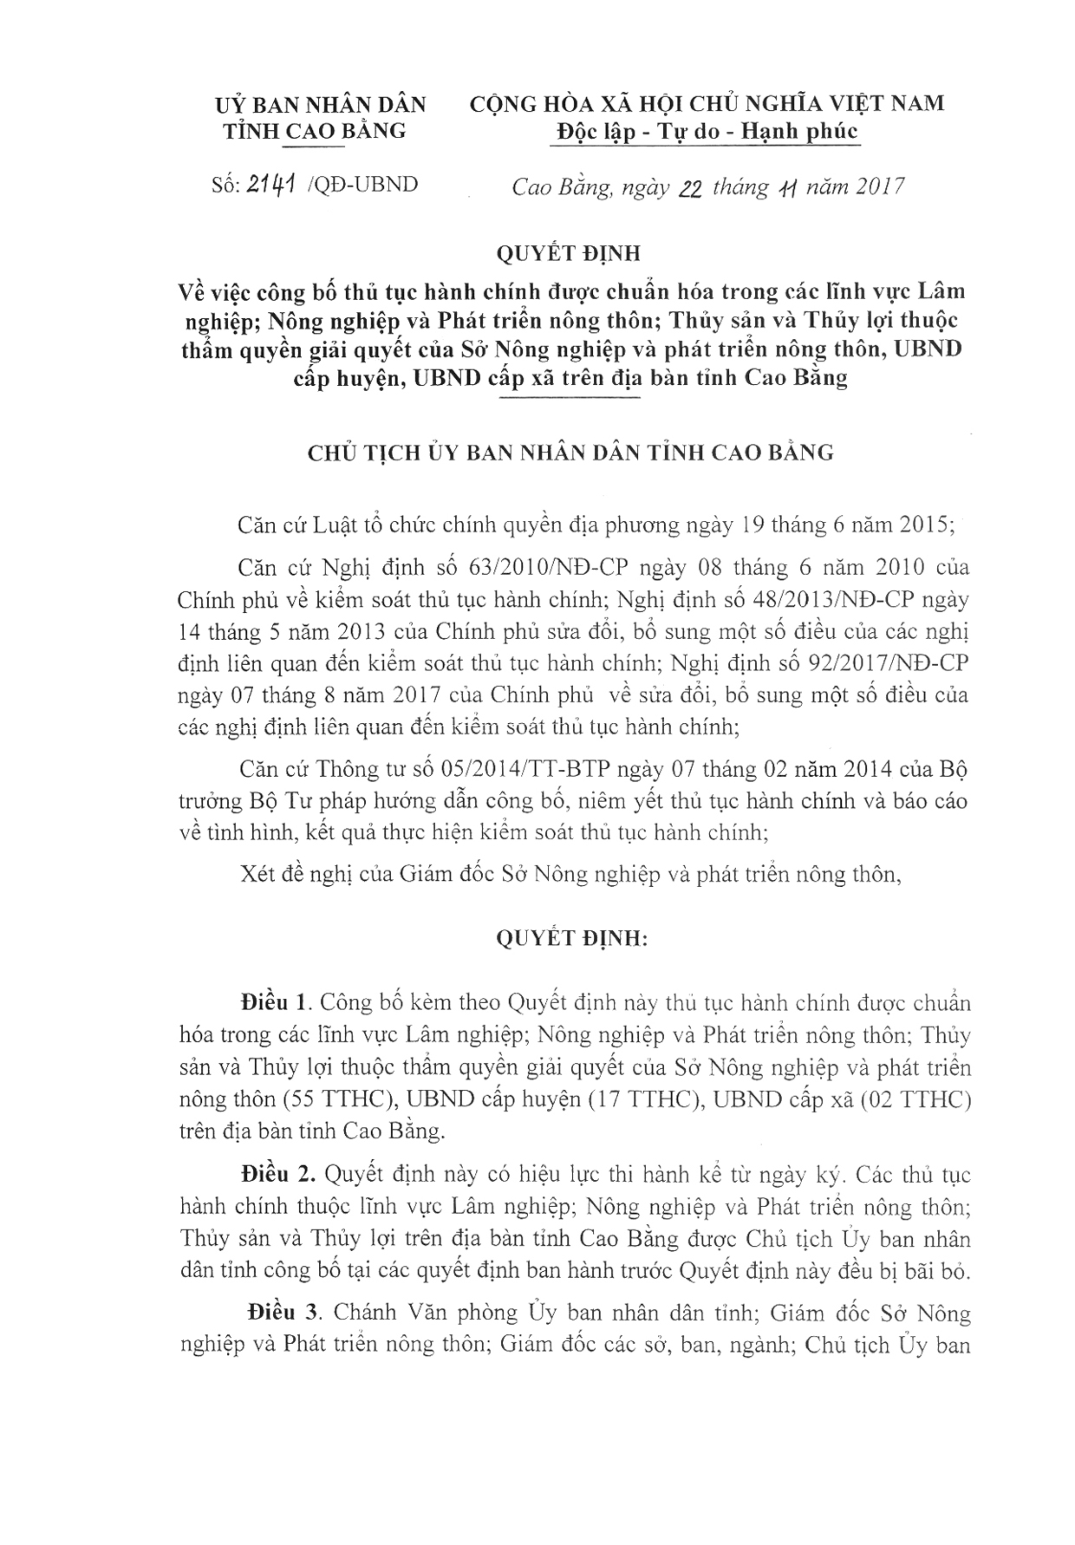 UỶ BAN NHÂN DÂN
TỈNH CAO BẰNG
CỘNG HÒA XÃ HỘI CHỦ NGHĨA VIỆT NAM
Độc lập - Tự do - Hạnh phúc
Số: 2141 /QĐ-UBND
Cao Bằng, ngày 22 tháng 11 năm 2017
QUYẾT ĐỊNH
Về việc công bố thủ tục hành chính được chuẩn hóa trong các lĩnh vực Lâm
nghiệp; Nông nghiệp và Phát triển nông thôn; Thủy sản và Thủy lợi thuộc
thẩm quyền giải quyết của Sở Nông nghiệp và phát triển nông thôn, UBND
cấp huyện, UBND cấp xã trên địa bàn tỉnh Cao Bằng
CHỦ TỊCH ỦY BAN NHÂN DÂN TỈNH CAO BẰNG
Căn cứ Luật tổ chức chính quyền địa phương ngày 19 tháng 6 năm 2015;
Căn cứ Nghị định số 63/2010/NĐ-CP ngày 08 tháng 6 năm 2010 của
Chính phủ về kiểm soát thủ tục hành chính; Nghị định số 48/2013/NĐ-CP ngày
14 tháng 5 năm 2013 của Chính phủ sửa đổi, bổ sung một số điều của các nghị
định liên quan đến kiểm soát thủ tục hành chính; Nghị định số 92/2017/NĐ-CP
ngày 07 tháng 8 năm 2017 của Chính phủ về sửa đổi, bổ sung một số điều của
các nghị định liên quan đến kiểm soát thủ tục hành chính;
Căn cứ Thông tư số 05/2014/TT-BTP ngày 07 tháng 02 năm 2014 của Bộ
trưởng Bộ Tư pháp hướng dẫn công bố, niêm yết thủ tục hành chính và báo cáo
về tình hình, kết quả thực hiện kiểm soát thủ tục hành chính;
Xét đề nghị của Giám đốc Sở Nông nghiệp và phát triển nông thôn,
QUYẾT ĐỊNH:
Điều 1. Công bố kèm theo Quyết định này thủ tục hành chính được chuẩn
hóa trong các lĩnh vực Lâm nghiệp; Nông nghiệp và Phát triển nông thôn; Thủy
sản và Thủy lợi thuộc thẩm quyền giải quyết của Sở Nông nghiệp và phát triển
nông thôn (55 TTHC), UBND cấp huyện (17 TTHC), UBND cấp xã (02 TTHC)
trên địa bàn tỉnh Cao Bằng.
Điều 2. Quyết định này có hiệu lực thi hành kể từ ngày ký. Các thủ tục
hành chính thuộc lĩnh vực Lâm nghiệp; Nông nghiệp và Phát triển nông thôn;
Thủy sản và Thủy lợi trên địa bàn tỉnh Cao Bằng được Chủ tịch Ủy ban nhân
dân tỉnh công bố tại các quyết định ban hành trước Quyết định này đều bị bãi bỏ.
Điều 3. Chánh Văn phòng Ủy ban nhân dân tỉnh; Giám đốc Sở Nông
nghiệp và Phát triển nông thôn; Giám đốc các sở, ban, ngành; Chủ tịch Ủy ban